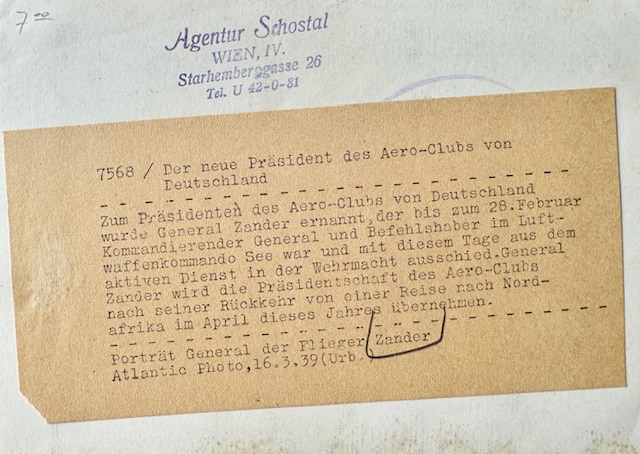 7⁰⁰
Agentur Schostal
WIEN, IV.
Starhemberggasse 26
Tel. U 42-0-81
7568 / Der neue Präsident des Aero-Clubs von
Deutschland
Zum Präsidenten des Aero-Clubs von Deutschland
wurde General Zander ernannt,der bis zum 28.Februar
Kommandierender General und Befehlshaber im Luft-
waffenkommando See war und mit diesem Tage aus dem
aktiven Dienst in der Wehrmacht ausschied.General
Zander wird die Präsidentschaft des Aero-Clubs
nach seiner Rückkehr von einer Reise nach Nord-
afrika im April dieses Jahres übernehmen.
Porträt General der Flieger Zander
Atlantic Photo,16.3.39(Urb.